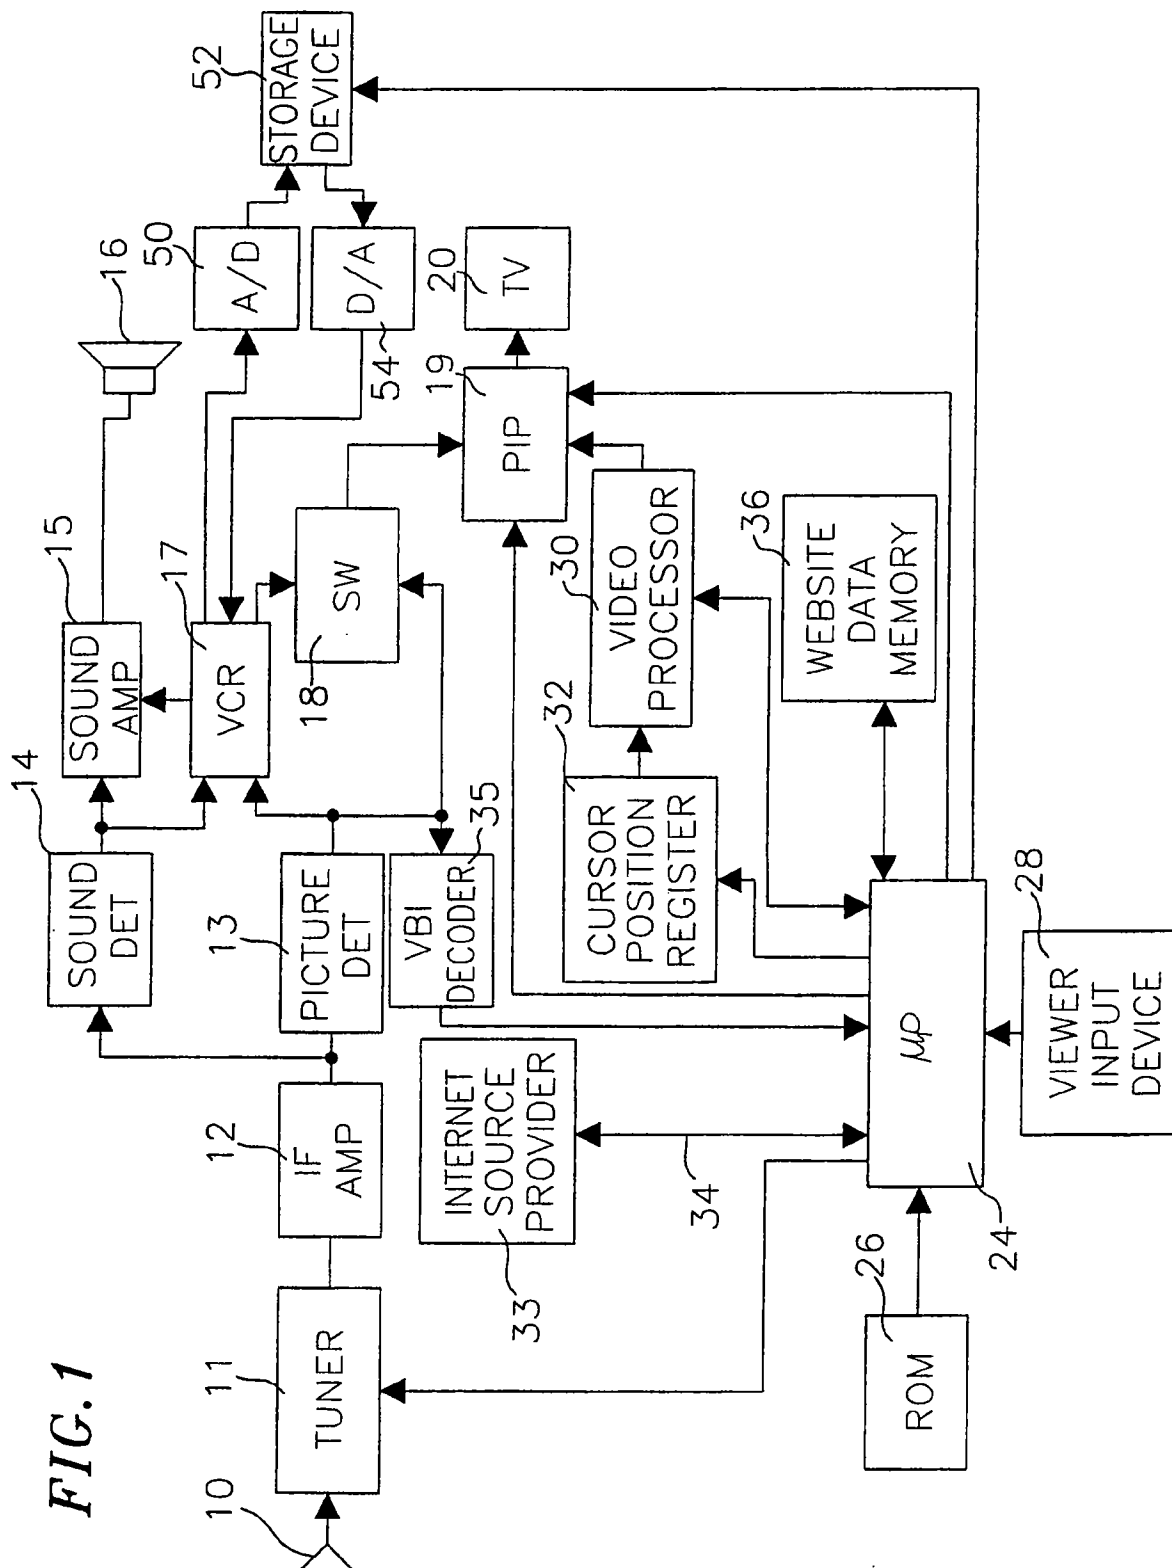 FIG.1
10
11
TUNER
12
IF
AMP
13
PICTURE
DET
14
SOUND
DET
15
SOUND
AMP
16
17
VCR
18
SW
50
A/D
52
STORAGE
DEVICE
D/A
54
19
PIP
20
TV
35
VBI
DECODER
33
INTERNET
SOURCE
PROVIDER
34
32
CURSOR
POSITION
REGISTER
30
VIDEO
PROCESSOR
36
WEBSITE
DATA
MEMORY
26
ROM
24
μP
28
VIEWER
INPUT
DEVICE